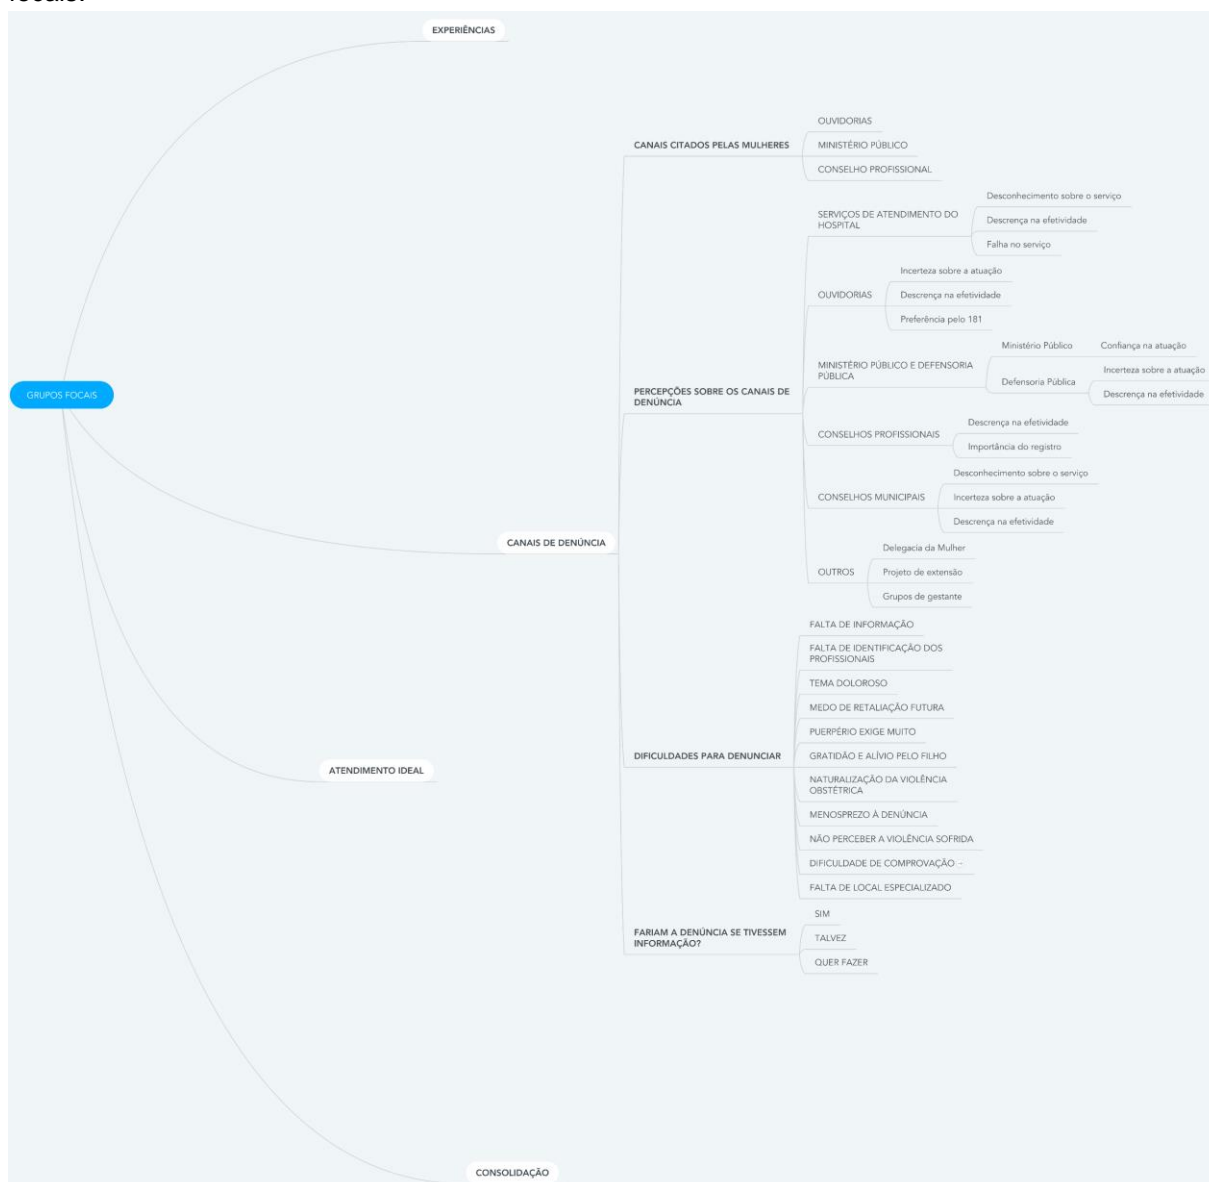 focais.
EXPERIÊNCIAS
GRUPOS FOCAIS
CANAIS DE DENÚNCIA
CANAIS CITADOS PELAS MULHERES
OUVIDORIAS
MINISTÉRIO PÚBLICO
CONSELHO PROFISSIONAL
PERCEPÇÕES SOBRE OS CANAIS DE
DENÚNCIA
SERVIÇOS DE ATENDIMENTO DO
HOSPITAL
Desconhecimento sobre o serviço
Descrença na efetividade
Falha no serviço
OUVIDORIAS
Incerteza sobre a atuação
Descrença na efetividade
Preferência pelo 181
MINISTÉRIO PÚBLICO E DEFENSORIA
PÚBLICA
Ministério Público
Confiança na atuação
Defensoria Pública
Incerteza sobre a atuação
Descrença na efetividade
CONSELHOS PROFISSIONAIS
Descrença na efetividade
Importância do registro
CONSELHOS MUNICIPAIS
Desconhecimento sobre o serviço
Incerteza sobre a atuação
Descrença na efetividade
OUTROS
Delegacia da Mulher
Projeto de extensão
Grupos de gestante
DIFICULDADES PARA DENUNCIAR
FALTA DE INFORMAÇÃO
FALTA DE IDENTIFICAÇÃO DOS
PROFISSIONAIS
TEMA DOLOROSO
MEDO DE RETALIAÇÃO FUTURA
PUERPÉRIO EXIGE MUITO
GRATIDÃO E ALÍVIO PELO FILHO
NATURALIZAÇÃO DA VIOLÊNCIA
OBSTÉTRICA
MENOSPREZO À DENÚNCIA
NÃO PERCEBER A VIOLÊNCIA SOFRIDA
DIFICULDADE DE COMPROVAÇÃO –
FALTA DE LOCAL ESPECIALIZADO
FARIAM A DENÚNCIA SE TIVESSEM
INFORMAÇÃO?
SIM
TALVEZ
QUER FAZER
ATENDIMENTO IDEAL
CONSOLIDAÇÃO